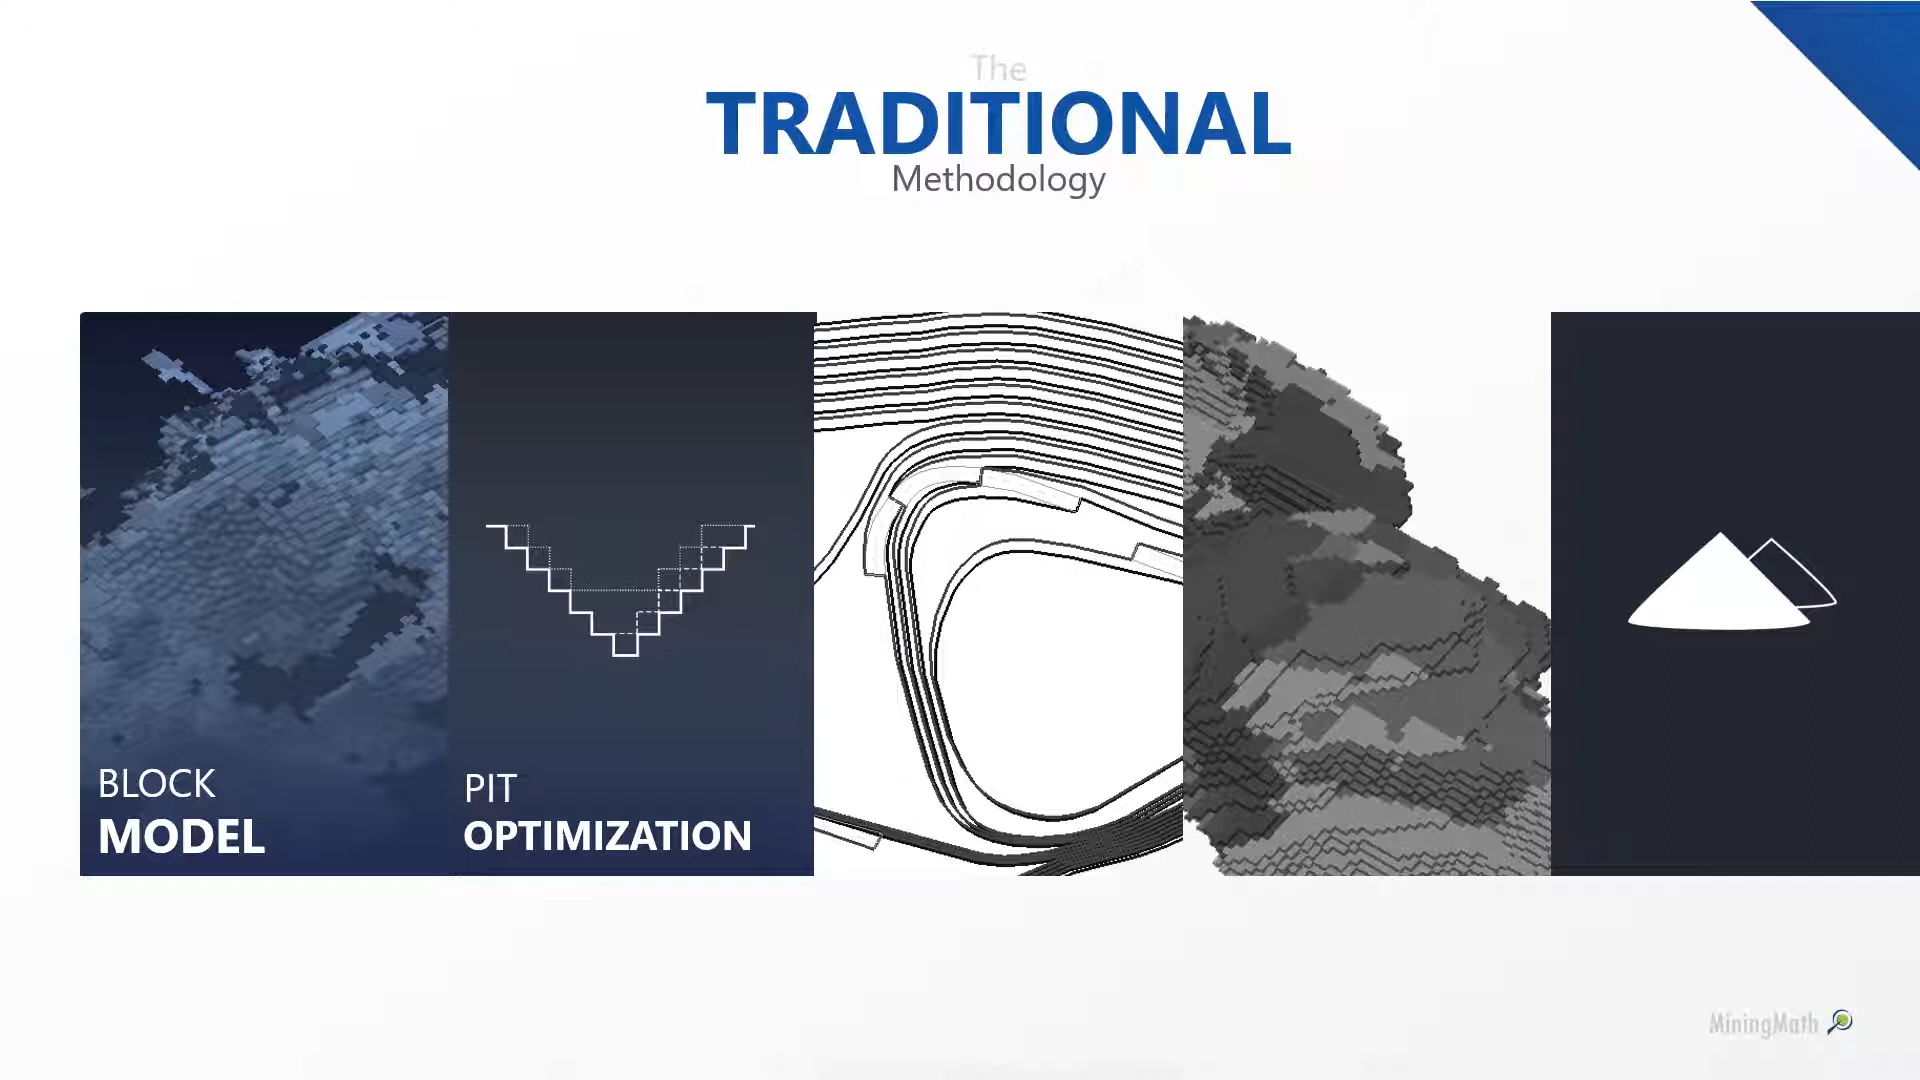 The
TRADITIONAL
Methodology
BLOCK
MODEL
PIT
OPTIMIZATION
MiningMath